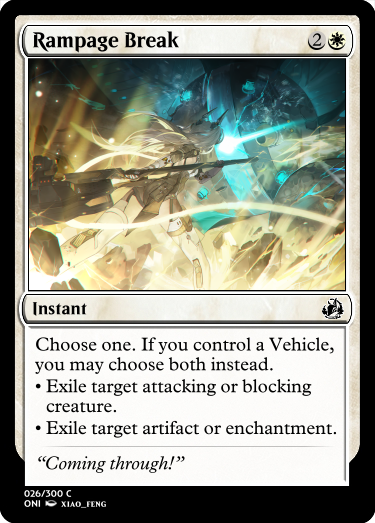 Rampage Break
2
Instant
Choose one. If you control a Vehicle,
you may choose both instead.
• Exile target attacking or blocking
creature.
• Exile target artifact or enchantment.
“Coming through!”
026/300 C
ONI XIAO_FENG